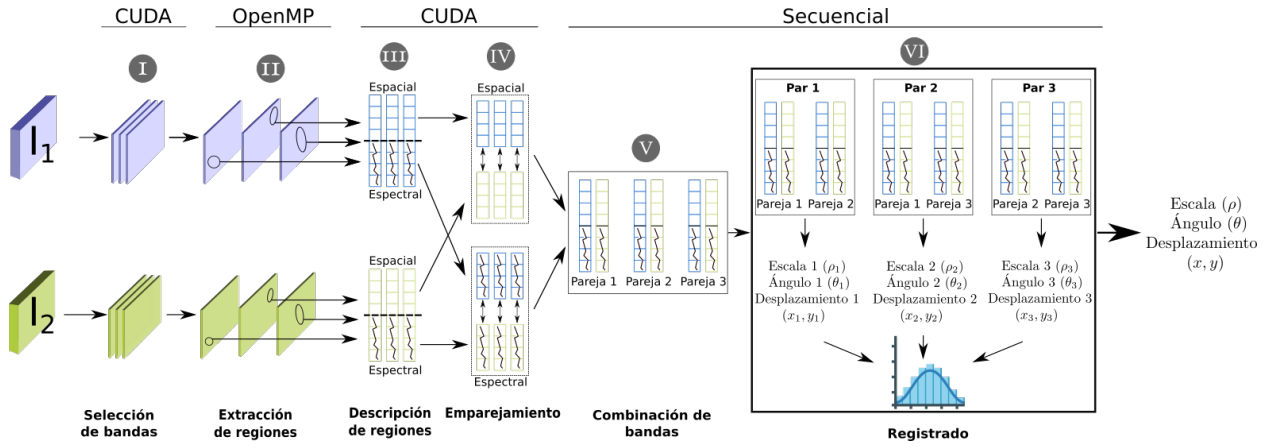 CUDA
OpenMP
CUDA
Secuencial
I
II
III
IV
V
VI
I1
I2
Espacial
Espectral
Espacial
Espectral
Espacial
Espectral
Pareja 1 Pareja 2 Pareja 3
Par 1
Pareja 1 Pareja 2
Par 2
Pareja 1 Pareja 3
Par 3
Pareja 2 Pareja 3
Escala 1 (ρ₁)
Ángulo 1 (θ₁)
Desplazamiento 1
(x₁, y₁)
Escala 2 (ρ₂)
Ángulo 2 (θ₂)
Desplazamiento 2
(x₂, y₂)
Escala 3 (ρ₃)
Ángulo 3 (θ₃)
Desplazamiento 3
(x₃, y₃)
Escala (ρ)
Ángulo (θ)
Desplazamiento
(x, y)
Selección
de bandas
Extracción
de regiones
Descripción
de regiones
Emparejamiento
Combinación de
bandas
Registrado